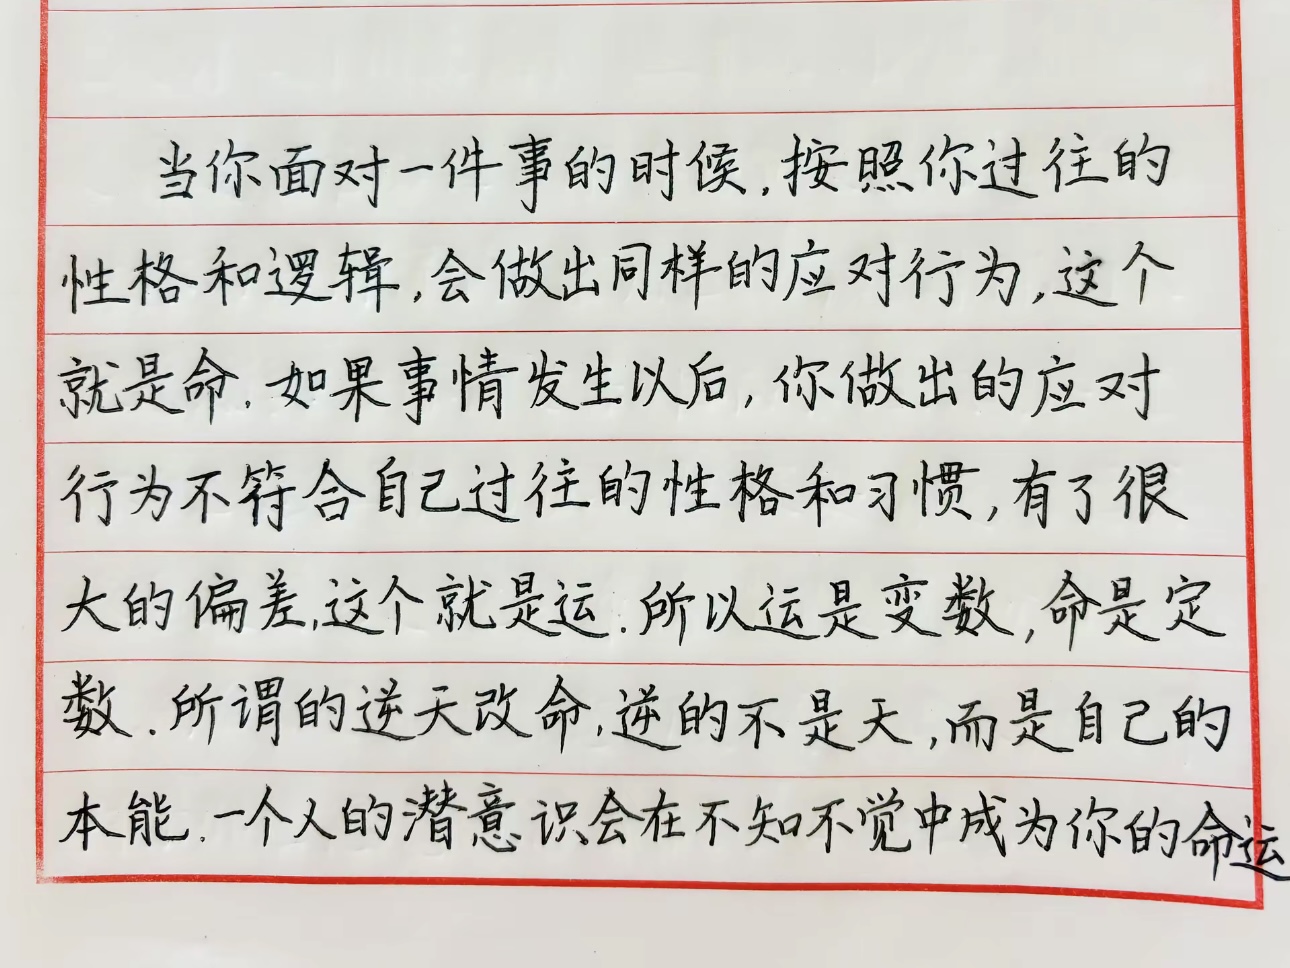 当你面对一件事的时候,按照你过往的
性格和逻辑,会做出同样的应对行为,这个
就是命.如果事情发生以后,你做出的应对
行为不符合自己过往的性格和习惯,有了很
大的偏差,这个就是运.所以运是变数,命是定
数.所谓的逆天改命,逆的不是天,而是自己的
本能.一个人的潜意识会在不知不觉中成为你的命运